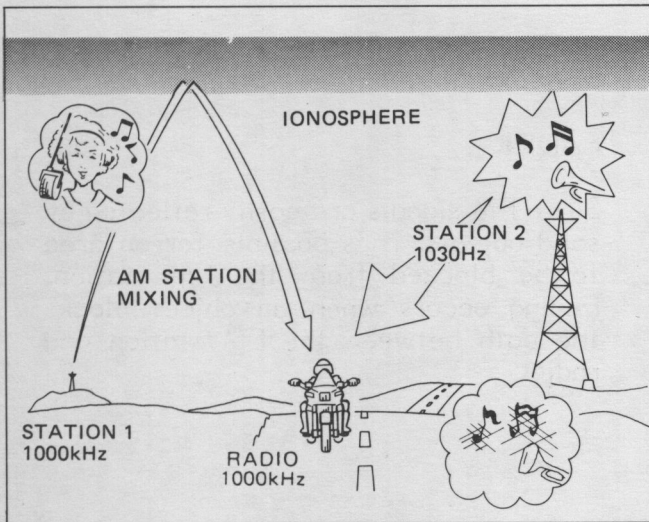 IONOSPHERE
STATION 2
1030Hz
AM STATION
MIXING
STATION 1
1000kHz
RADIO
1000kHz